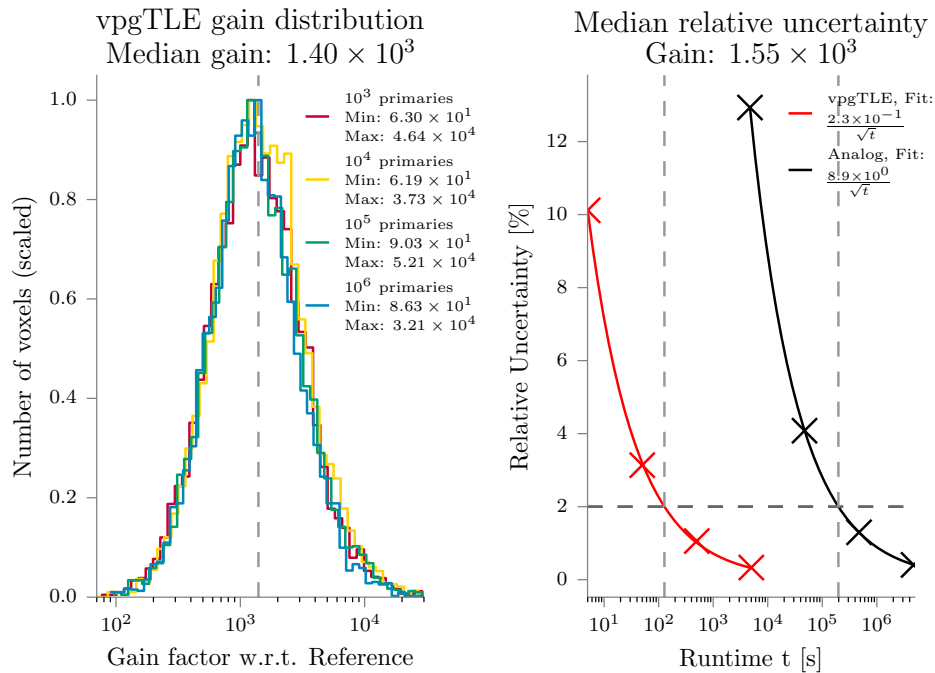 vpgTLE gain distribution
Median gain: 1.40 × 10³
1.0
0.8
0.6
0.4
0.2
0.0
Number of voxels (scaled)
10³ primaries
Min: 6.30 × 10¹
Max: 4.64 × 10⁴
10⁴ primaries
Min: 6.19 × 10¹
Max: 3.73 × 10⁴
10⁵ primaries
Min: 9.03 × 10¹
Max: 5.21 × 10⁴
10⁶ primaries
Min: 8.63 × 10¹
Max: 3.21 × 10⁴
10² 10³ 10⁴
Gain factor w.r.t. Reference
Median relative uncertainty
Gain: 1.55 × 10³
12
10
8
6
4
2
0
Relative Uncertainty [%]
vpgTLE, Fit:
2.3×10⁻¹
√t
Analog, Fit:
8.9×10⁰
√t
10¹ 10² 10³ 10⁴ 10⁵ 10⁶
Runtime t [s]